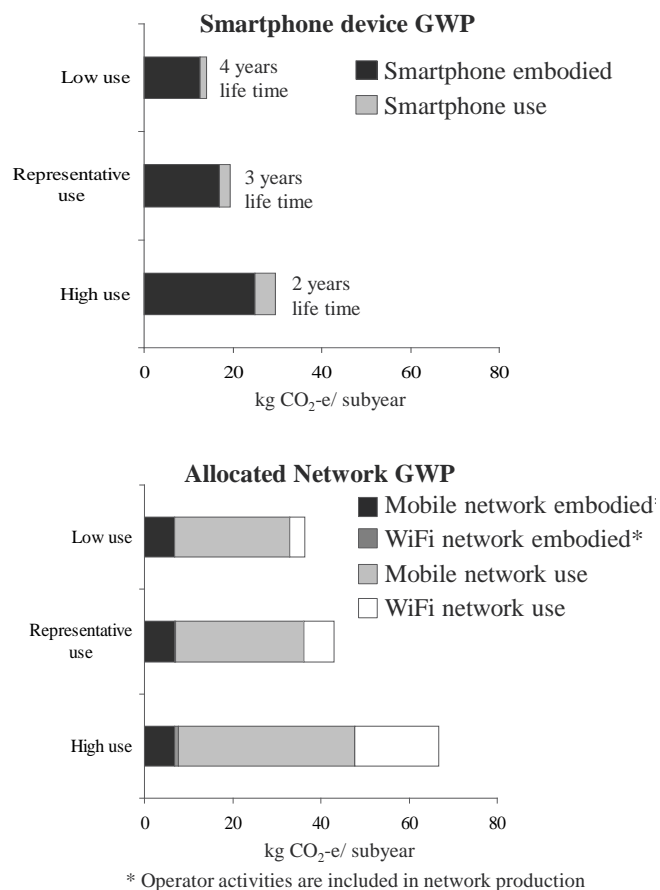 Smartphone device GWP
Low use
4 years
life time
Smartphone embodied
Smartphone use
Representative
use
3 years
life time
High use
2 years
life time
0 20 40 60 80
kg CO₂-e/ subyear
Allocated Network GWP
Mobile network embodied*
WiFi network embodied*
Mobile network use
WiFi network use
Low use
Representative
use
High use
0 20 40 60 80
kg CO₂-e/ subyear
* Operator activities are included in network production